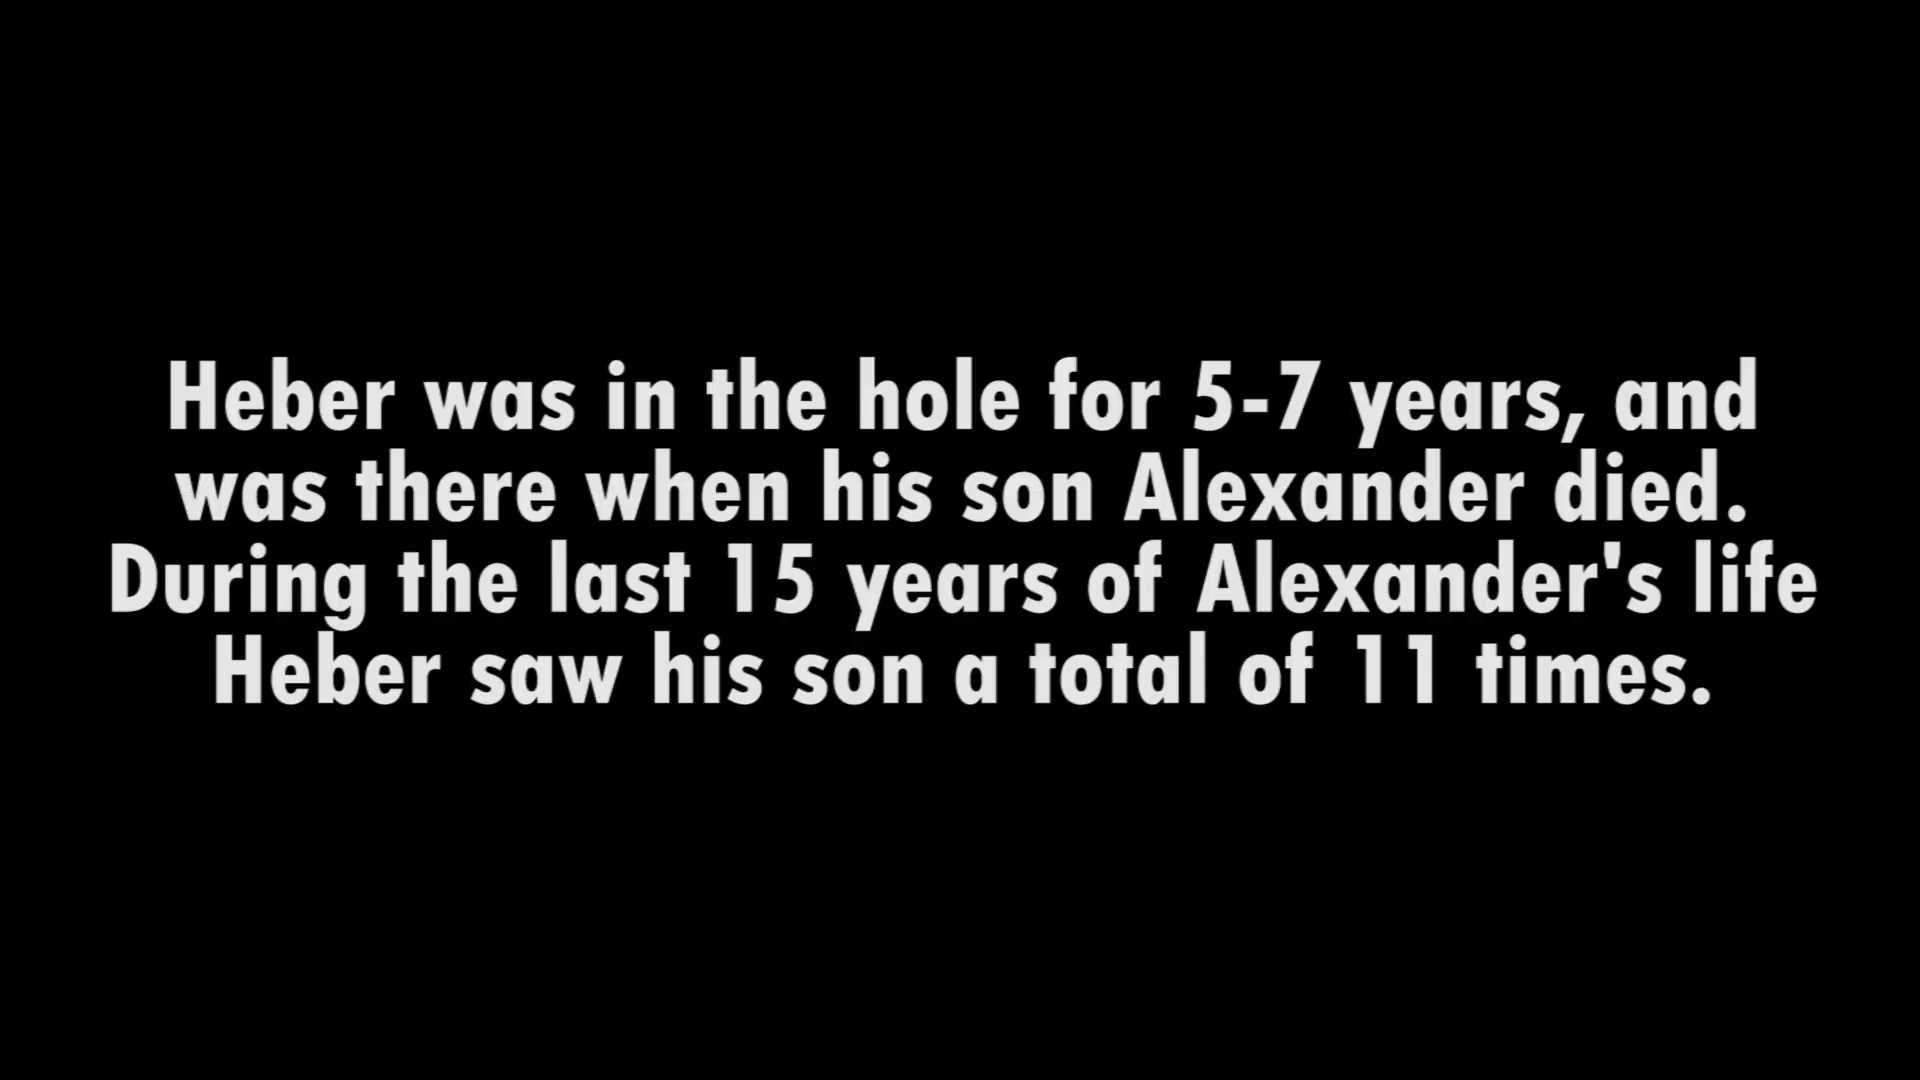 Heber was in the hole for 5-7 years, and
was there when his son Alexander died.
During the last 15 years of Alexander's life
Heber saw his son a total of 11 times.